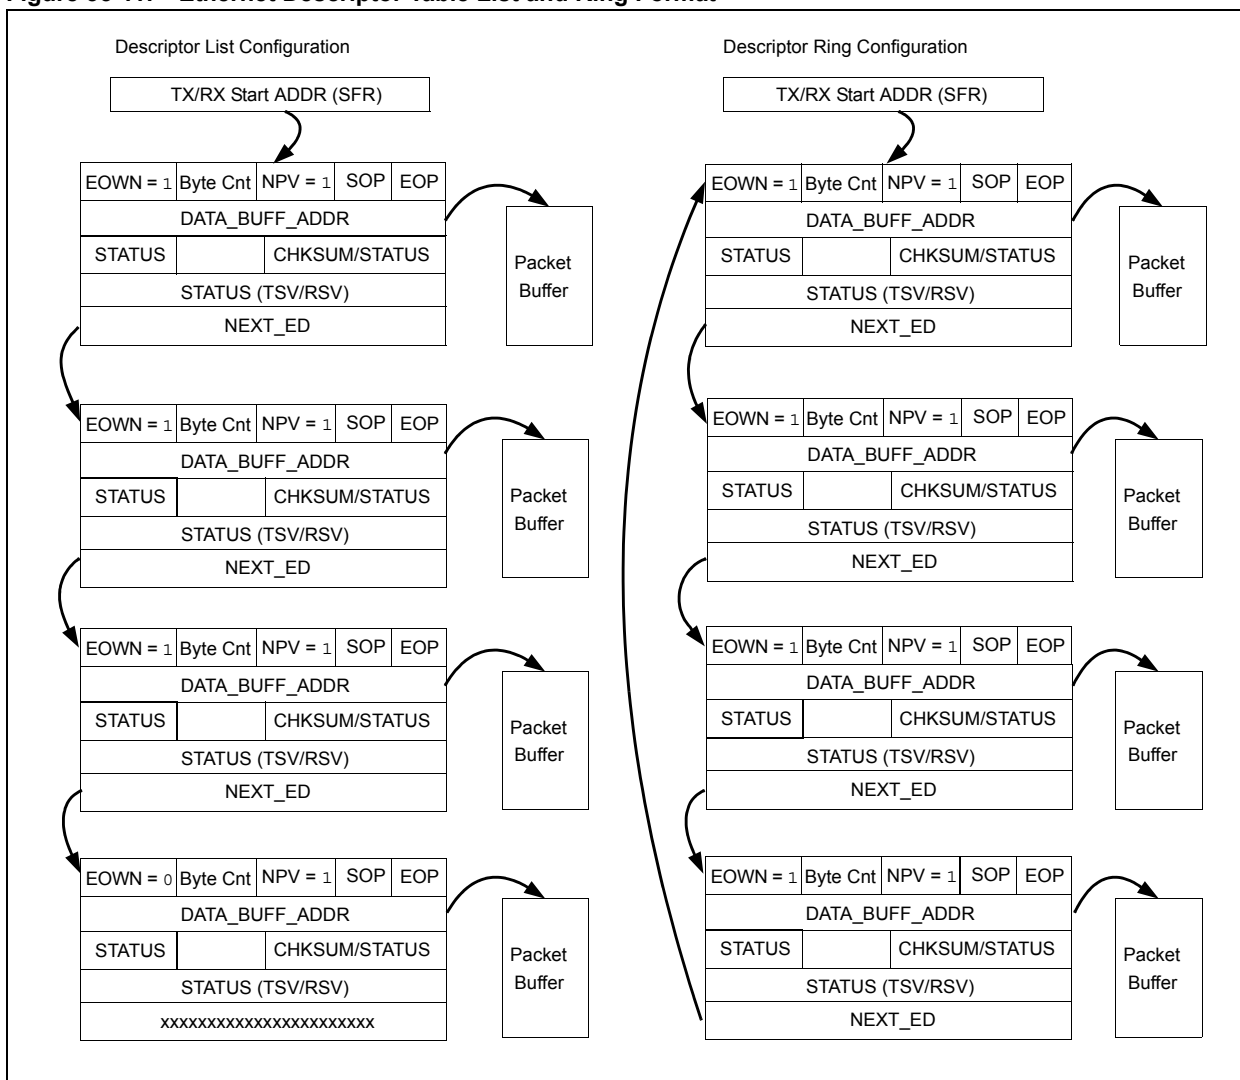 Figure Ethernet Descriptor Table List and Ring Format
Descriptor List Configuration
TX/RX Start ADDR (SFR)
EOWN = 1 Byte Cnt NPV = 1 SOP EOP
DATA_BUFF_ADDR
STATUS CHKSUM/STATUS
STATUS (TSV/RSV)
NEXT_ED
Packet
Buffer
EOWN = 1 Byte Cnt NPV = 1 SOP EOP
DATA_BUFF_ADDR
STATUS CHKSUM/STATUS
STATUS (TSV/RSV)
NEXT_ED
Packet
Buffer
EOWN = 1 Byte Cnt NPV = 1 SOP EOP
DATA_BUFF_ADDR
STATUS CHKSUM/STATUS
STATUS (TSV/RSV)
NEXT_ED
Packet
Buffer
EOWN = 0 Byte Cnt NPV = 1 SOP EOP
DATA_BUFF_ADDR
STATUS CHKSUM/STATUS
STATUS (TSV/RSV)
xxxxxxxxxxxxxxxxxxxxxxx
Packet
Buffer
Descriptor Ring Configuration
TX/RX Start ADDR (SFR)
EOWN = 1 Byte Cnt NPV = 1 SOP EOP
DATA_BUFF_ADDR
STATUS CHKSUM/STATUS
STATUS (TSV/RSV)
NEXT_ED
Packet
Buffer
EOWN = 1 Byte Cnt NPV = 1 SOP EOP
DATA_BUFF_ADDR
STATUS CHKSUM/STATUS
STATUS (TSV/RSV)
NEXT_ED
Packet
Buffer
EOWN = 1 Byte Cnt NPV = 1 SOP EOP
DATA_BUFF_ADDR
STATUS CHKSUM/STATUS
STATUS (TSV/RSV)
NEXT_ED
Packet
Buffer
EOWN = 1 Byte Cnt NPV = 1 SOP EOP
DATA_BUFF_ADDR
STATUS CHKSUM/STATUS
STATUS (TSV/RSV)
NEXT_ED
Packet
Buffer